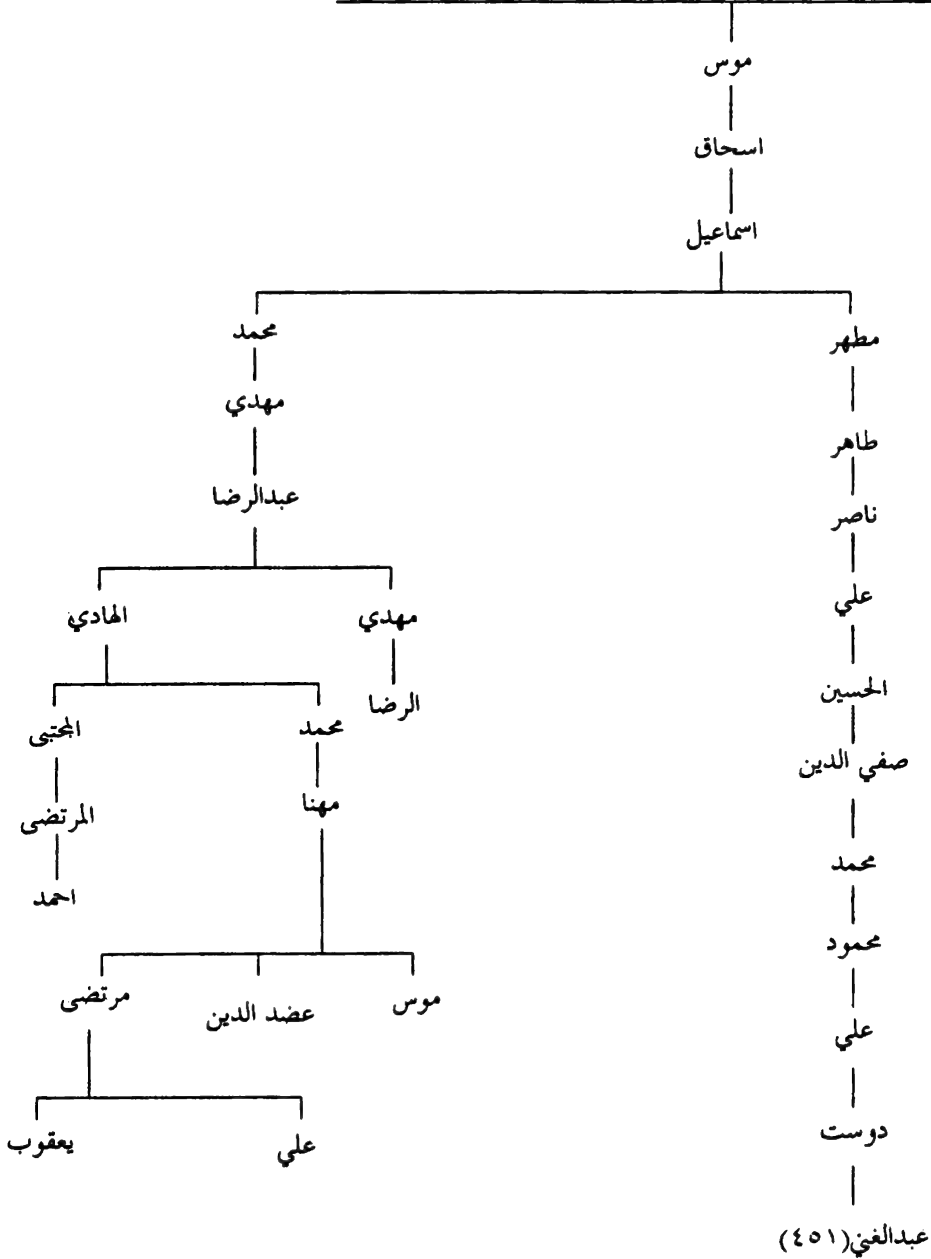 موس
اسحاق
اسماعيل
مطهر
محمد
طاهر
مهدي
ناصر
عبدالرضا
علي
مهدي
الهادي
الحسين
الرضا
محمد
المجتبى
صفي الدين
مهنا
المرتضى
محمد
احمد
محمود
موس
عضد الدين
مرتضى
علي
دوست
علي
يعقوب
عبدالغني (٤٥١)